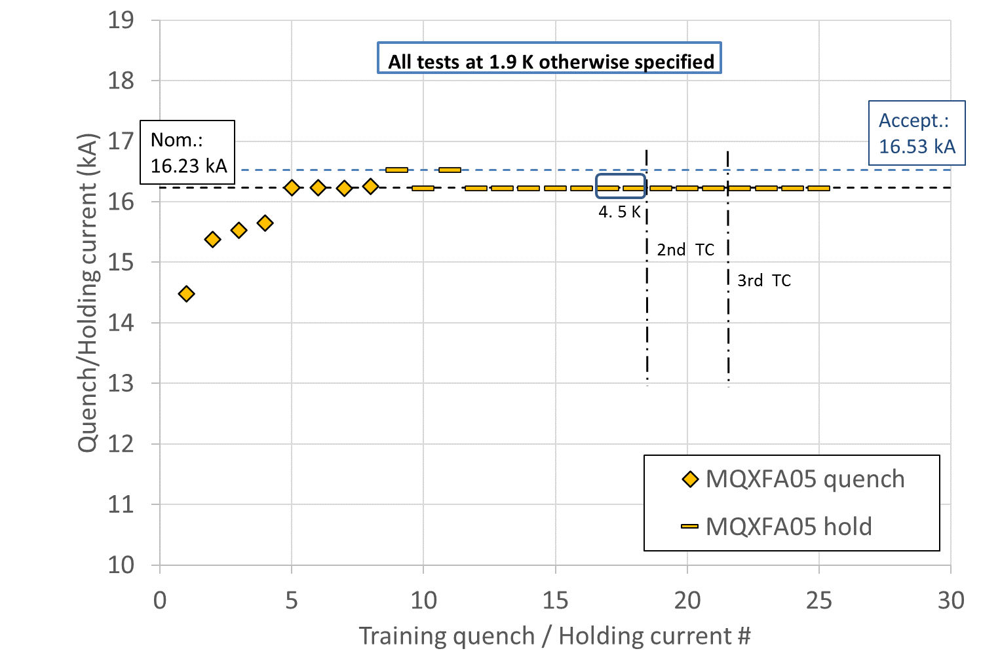 19
All tests at 1.9 K otherwise specified
18
Accept.:
16.53 kA
17
Nom.:
16.23 kA
16
4. 5 K
2nd TC
15
3rd TC
14
13
12
11
10
Quench/Holding current (kA)
MQXFA05 quench
MQXFA05 hold
0 5 10 15 20 25 30
Training quench / Holding current #